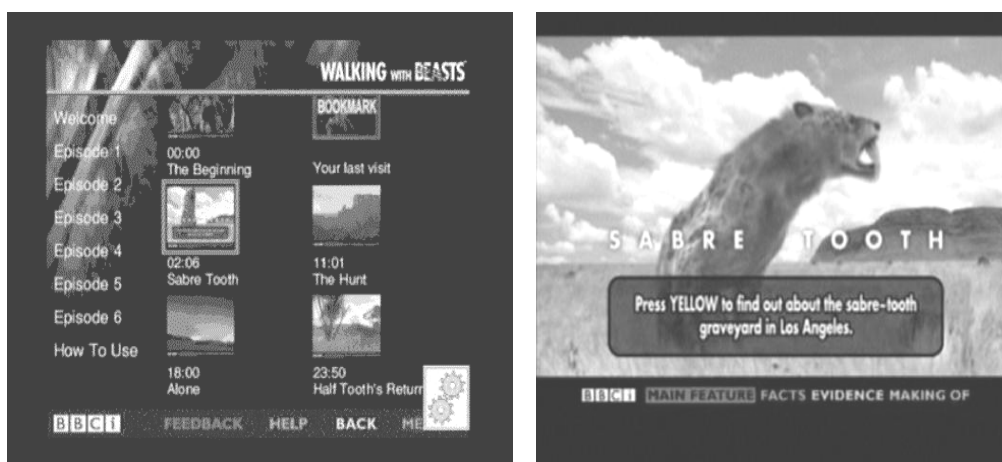 WALKING WITH BEASTS
Welcome
Episode 1
Episode 2
Episode 3
Episode 4
Episode 5
Episode 6
How To Use
BOOKMARK
00:00
The Beginning
Your last visit
02:06
Sabre Tooth
11:01
The Hunt
18:00
Alone
23:50
Half Tooth's Return
BBCi FEEDBACK HELP BACK ME
SABRE TOOTH
Press YELLOW to find out about the sabre-tooth
graveyard in Los Angeles.
BBCi MAIN FEATURE FACTS EVIDENCE MAKING OF